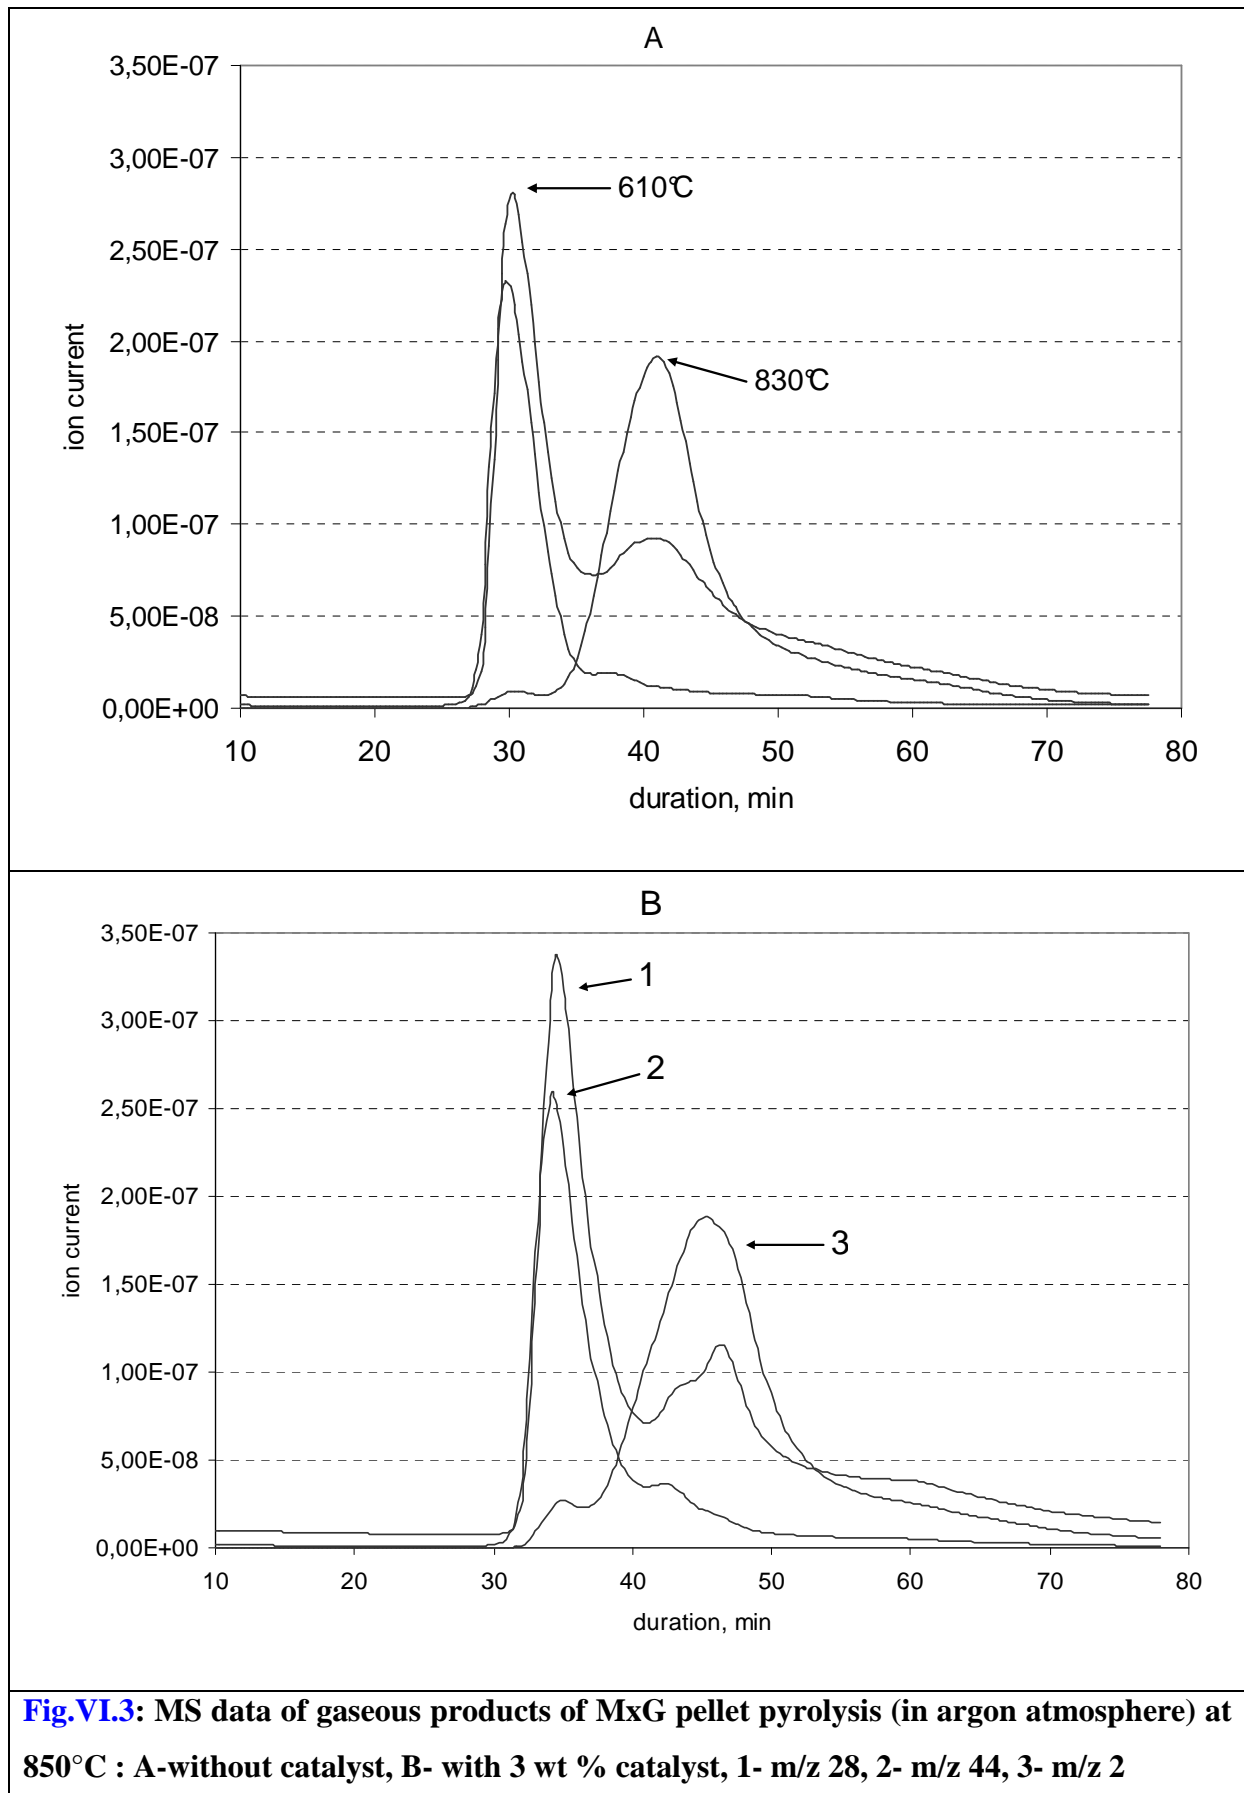 A
3,50E-07
3,00E-07
2,50E-07
2,00E-07
1,50E-07
1,00E-07
5,00E-08
0,00E+00
ion current
610°C
830°C
10 20 30 40 50 60 70 80
duration, min
B
3,50E-07
3,00E-07
2,50E-07
2,00E-07
1,50E-07
1,00E-07
5,00E-08
0,00E+00
ion current
1
2
3
10 20 30 40 50 60 70 80
duration, min
Fig.VI.3: MS data of gaseous products of MxG pellet pyrolysis (in argon atmosphere) at
850°C : A-without catalyst, B- with 3 wt % catalyst, 1- m/z 28, 2- m/z 44, 3- m/z 2